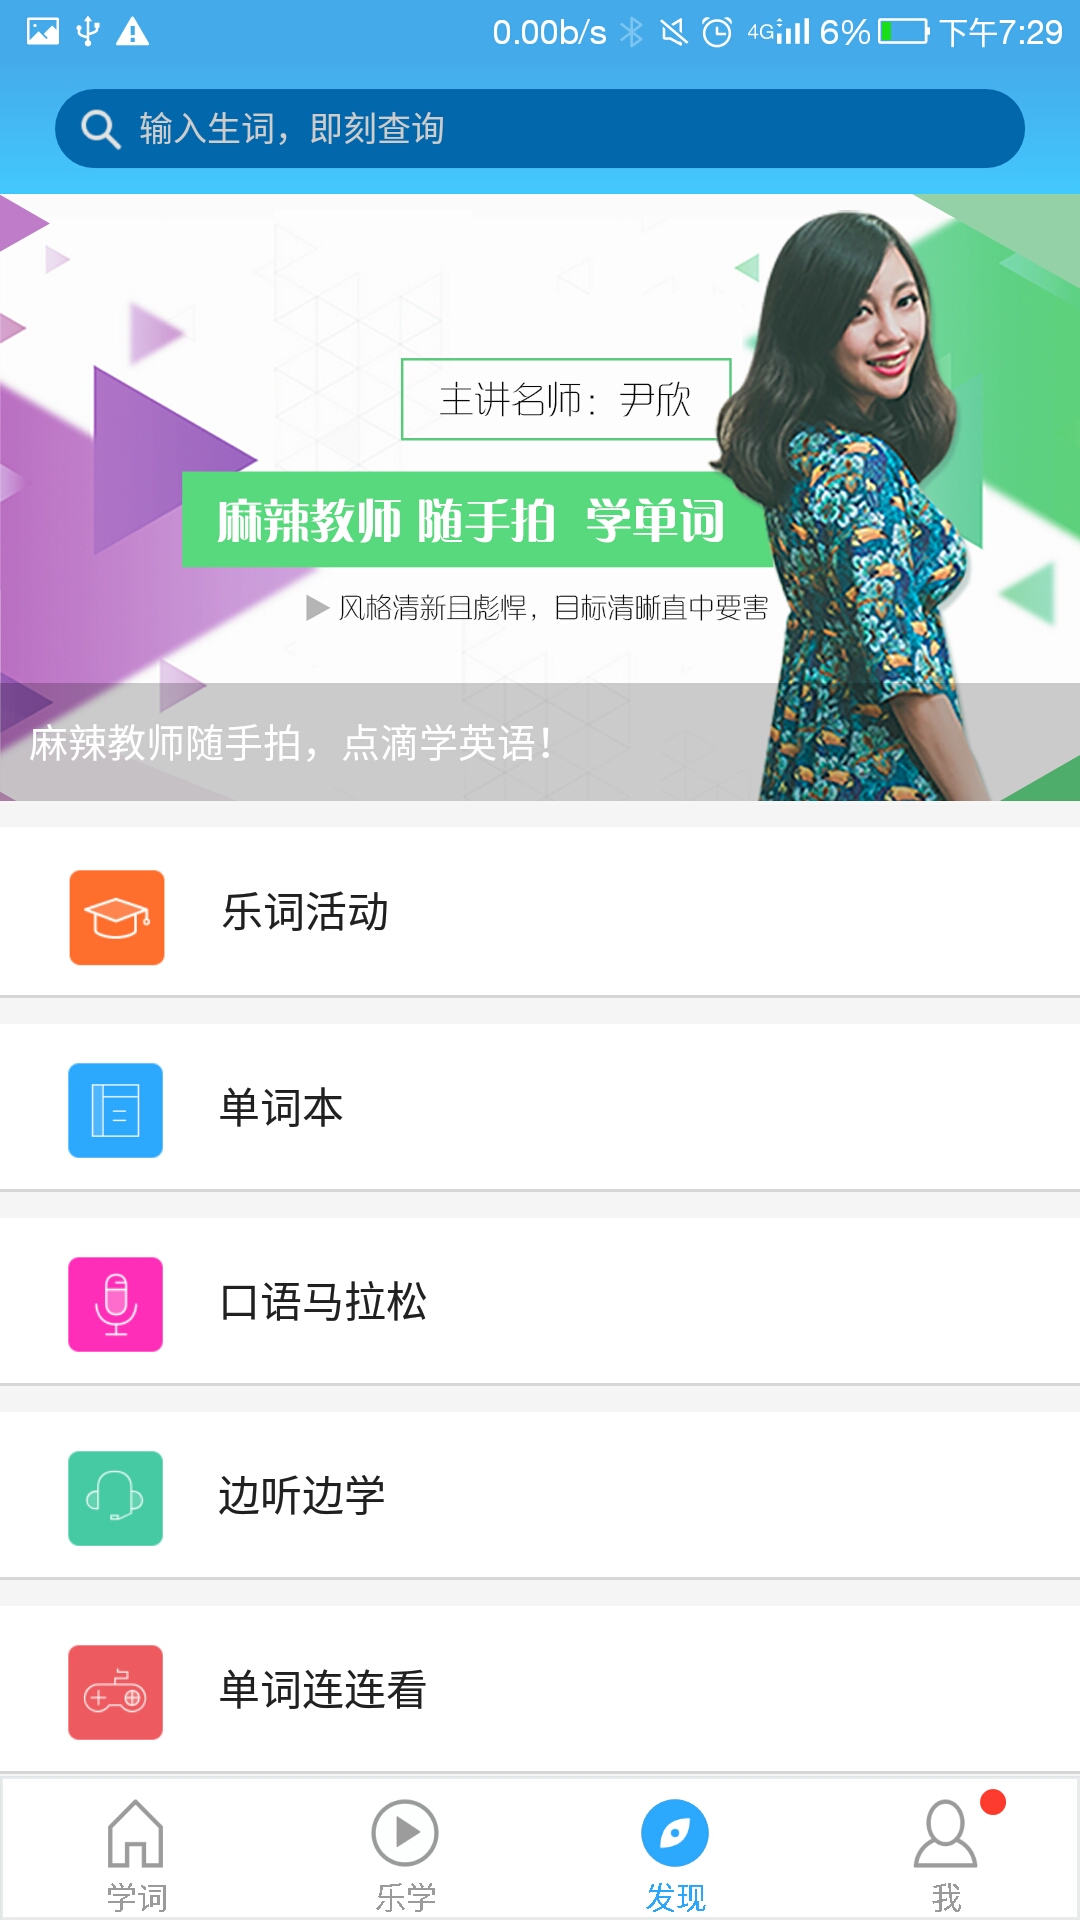 0.00b/s 4G 6% 下午7:29
输入生词，即刻查询
主讲名师：尹欣
麻辣教师 随手拍 学单词
风格清新且彪悍，目标清晰直中要害
麻辣教师随手拍，点滴学英语！
乐词活动
单词本
口语马拉松
边听边学
单词连连看
学词 乐学 发现 我